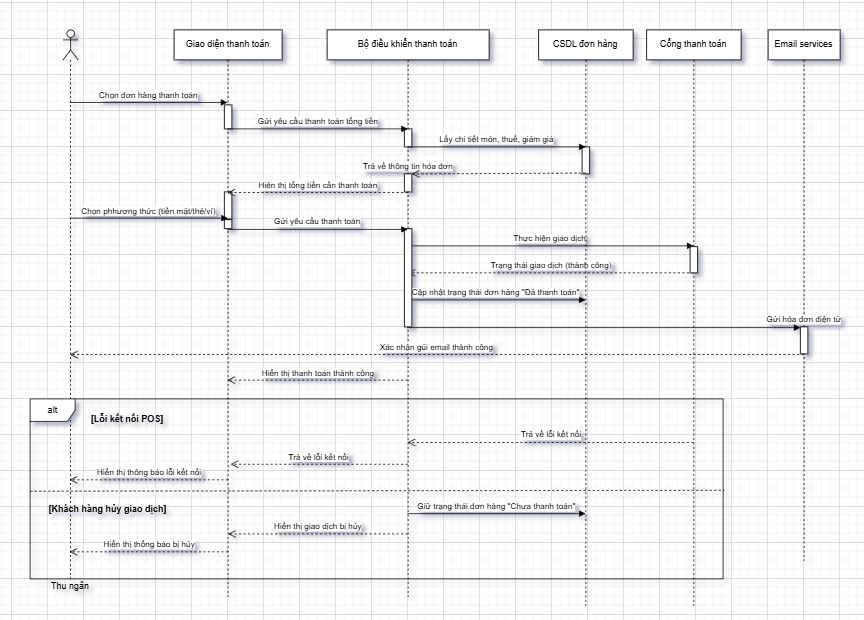 Giao diện thanh toán
Bộ điều khiển thanh toán
CSDL đơn hàng
Cổng thanh toán
Email services
Chọn đơn hàng thanh toán
Gửi yêu cầu thanh toán tổng tiền
Lấy chi tiết món, thuế, giảm giá
Trả về thông tin hóa đơn
Hiển thị tổng tiền cần thanh toán
Chọn phhương thức (tiền mặt/thẻ/ví)
Gửi yêu cầu thanh toán
Thực hiện giao dịch
Trạng thái giao dịch (thành công)
Cập nhật trạng thái đơn hàng "Đã thanh toán"
Gửi hóa đơn điện tử
Xác nhận gủi email thành công
Hiển thị thanh toán thành công
alt
[Lỗi kết nối POS]
Trả về lỗi kết nối
Trả về lỗi kết nối
Hiển thị thông báo lỗi kết nối
[Khách hàng hủy giao dịch]
Giữ trạng thái đơn hàng "Chưa thanh toán"
Hiển thị giao dịch bị hủy
Hiển thị thông báo bị hủy
Thu ngân